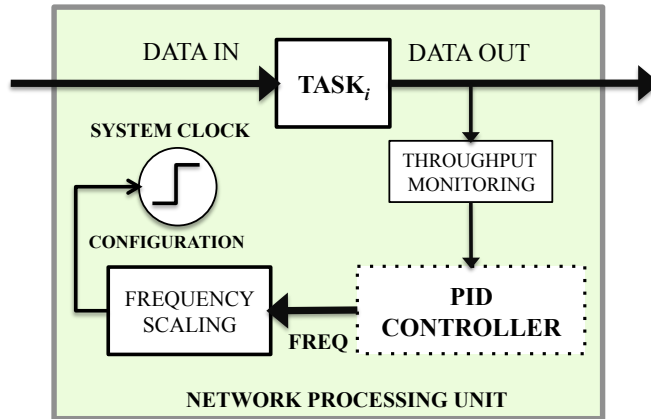 DATA IN
DATA OUT
TASKi
SYSTEM CLOCK
THROUGHPUT
MONITORING
CONFIGURATION
FREQUENCY
SCALING
PID
CONTROLLER
FREQ
NETWORK PROCESSING UNIT